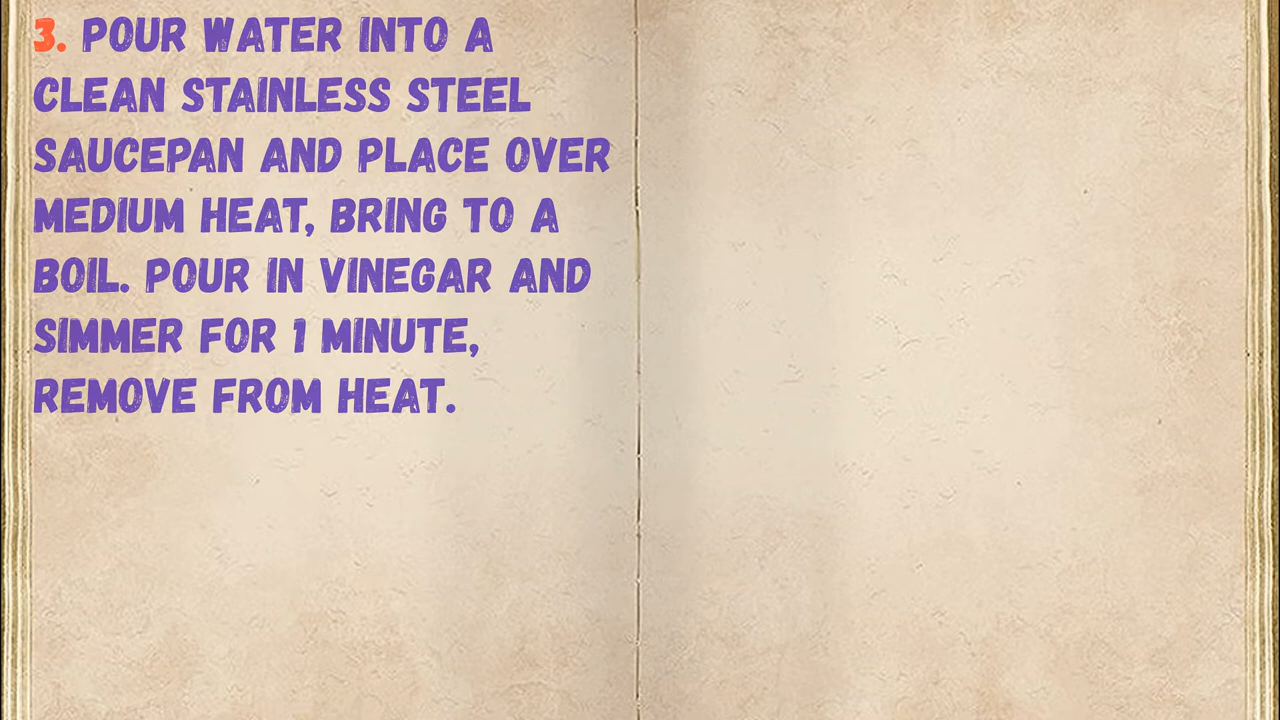 3. POUR WATER INTO A
CLEAN STAINLESS STEEL
SAUCEPAN AND PLACE OVER
MEDIUM HEAT, BRING TO A
BOIL. POUR IN VINEGAR AND
SIMMER FOR 1 MINUTE,
REMOVE FROM HEAT.